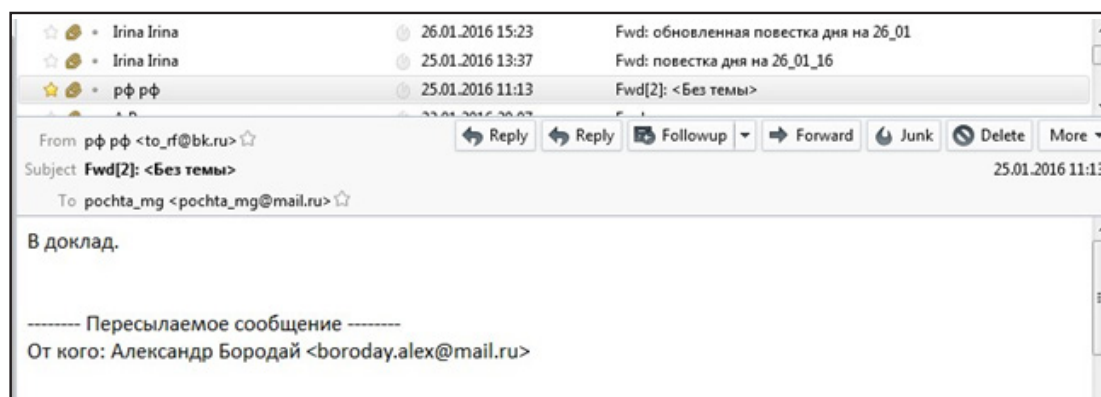 Irina Irina 26.01.2016 15:23 Fwd: обновленная повестка дня на 26_01
Irina Irina 25.01.2016 13:37 Fwd: повестка дня на 26_01_16
рф рф 25.01.2016 11:13 Fwd[2]: <Без темы>
From рф рф <to_rf@bk.ru> Reply Reply Followup Forward Junk Delete More
Subject Fwd[2]: <Без темы> 25.01.2016 11:13
To pochta_mg <pochta_mg@mail.ru>
В доклад.
-------- Пересылаемое сообщение --------
От кого: Александр Бородай <boroday.alex@mail.ru>